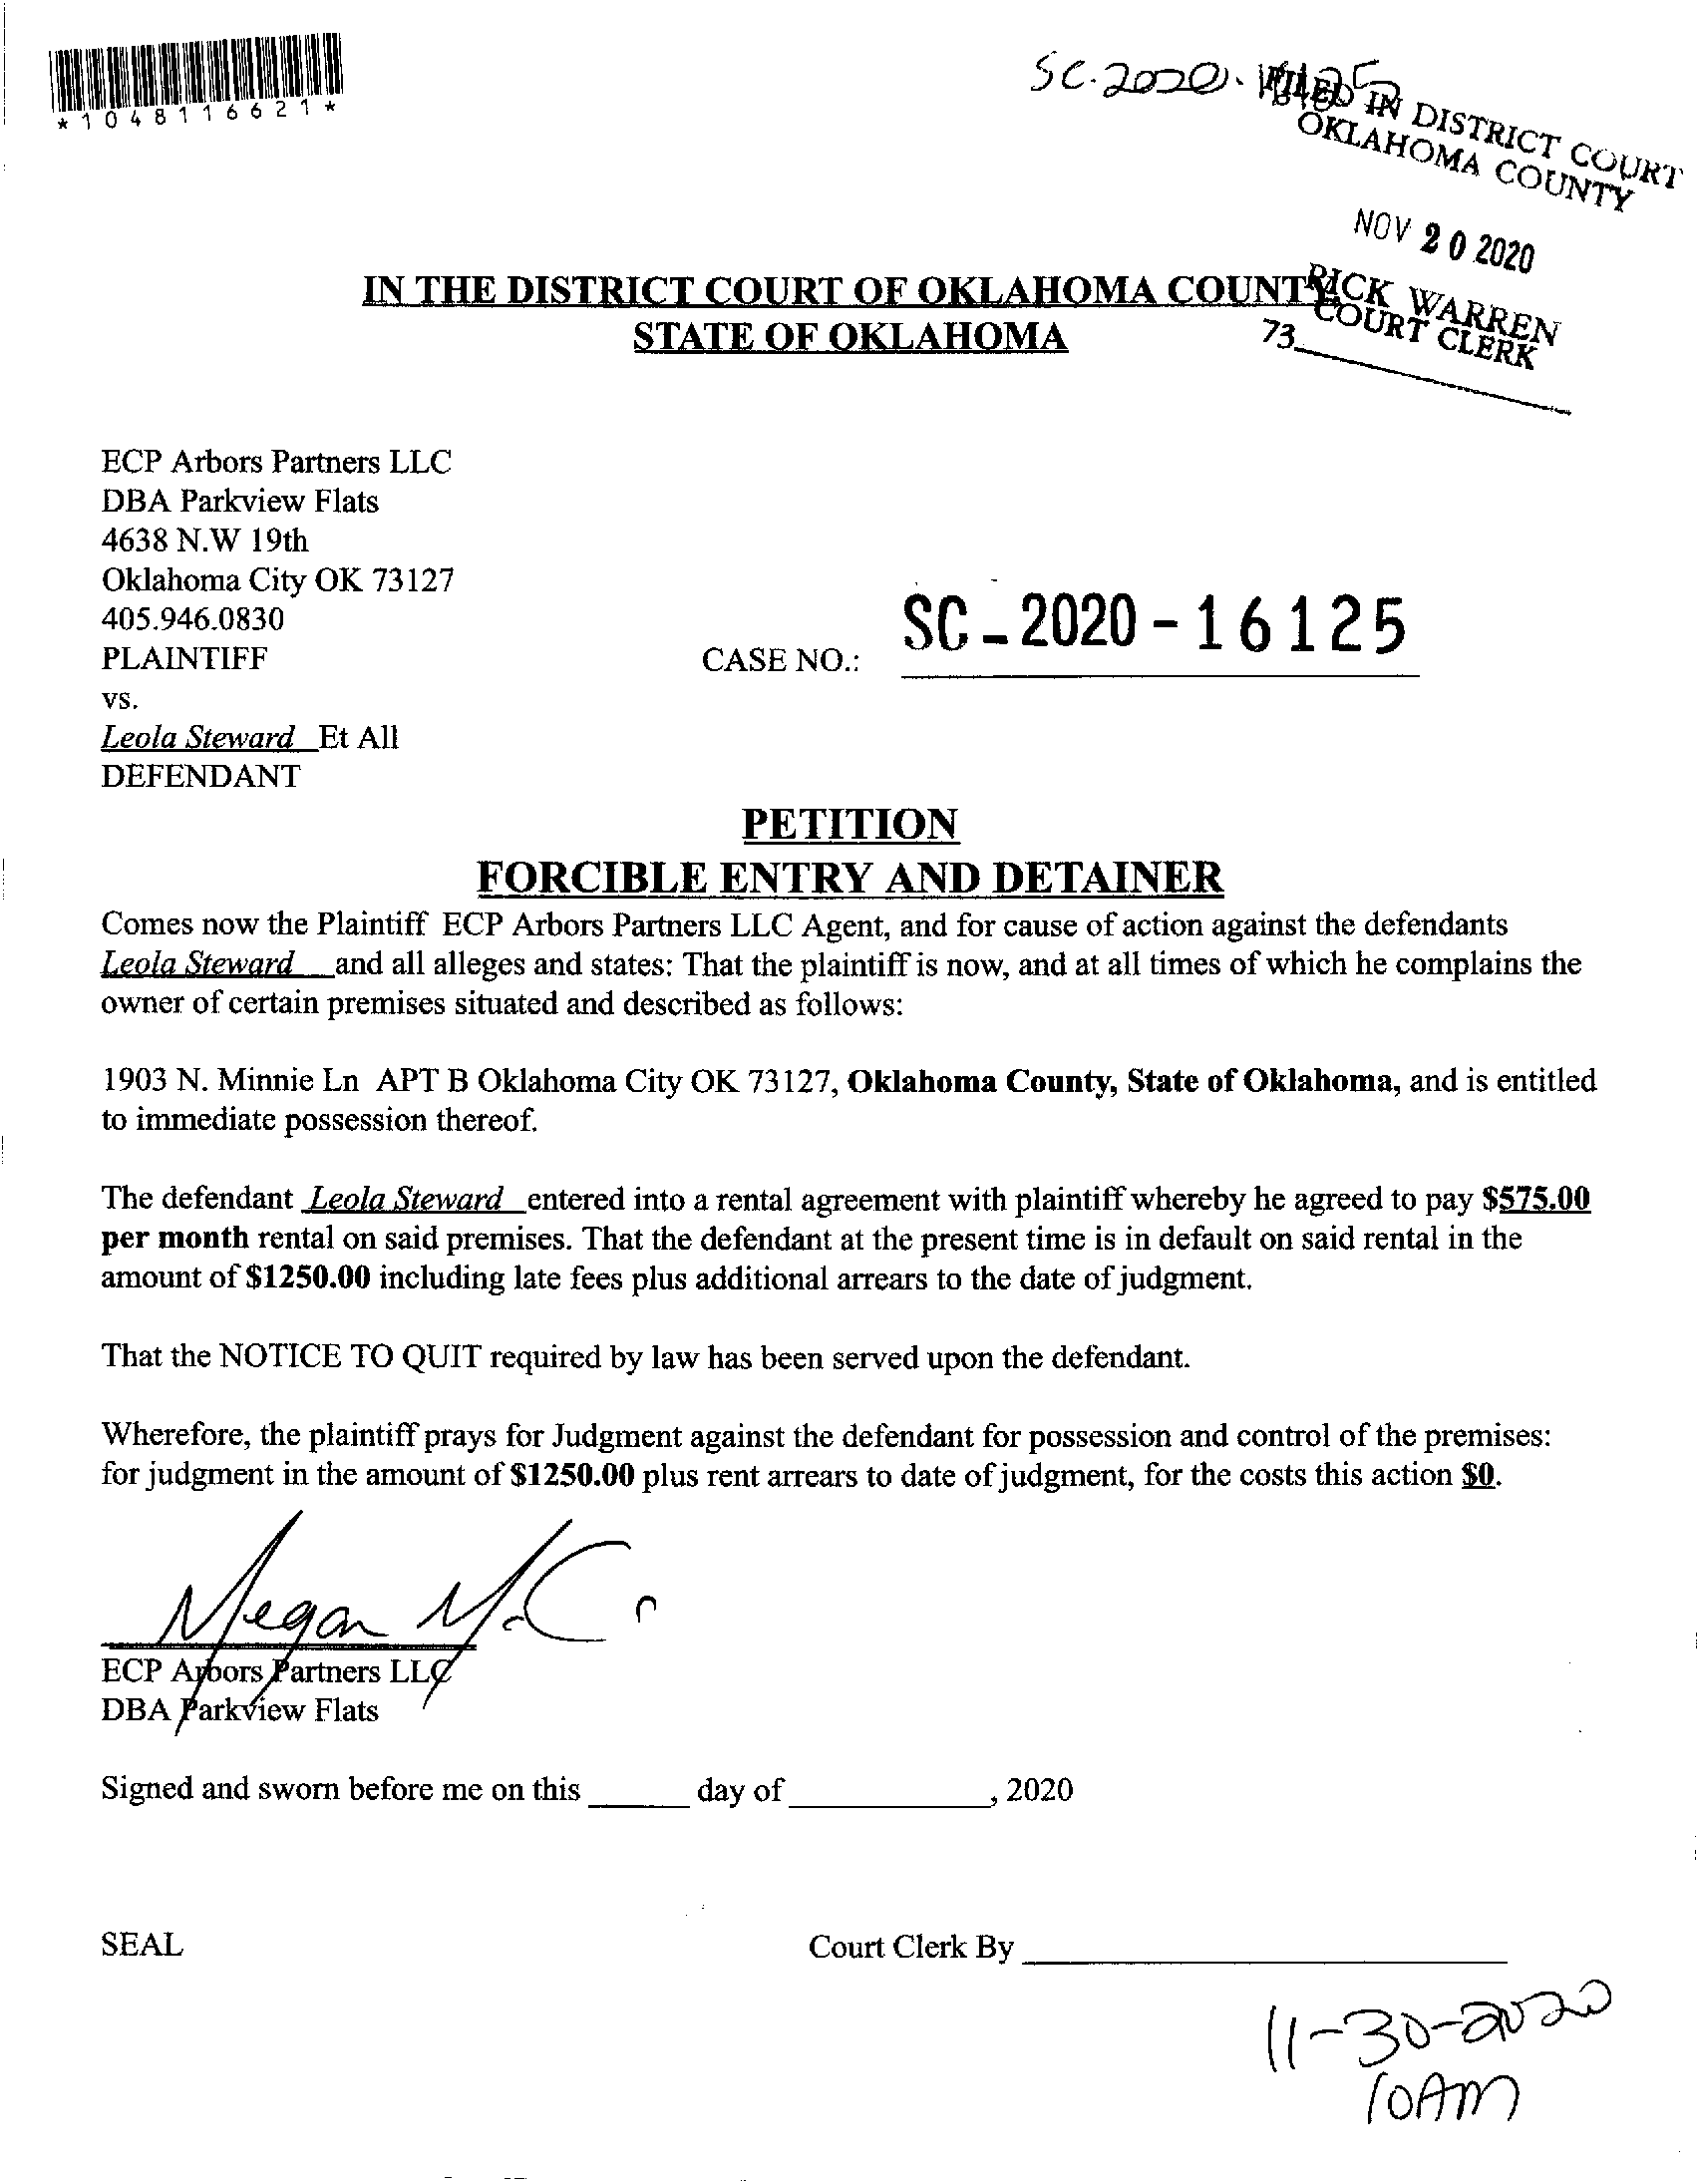 *1048116621*
SC-2020-16125
FILED IN DISTRICT COURT
OKLAHOMA COUNTY
NOV 20 2020
RICK WARREN
COURT CLERK
73
IN THE DISTRICT COURT OF OKLAHOMA COUNTY
STATE OF OKLAHOMA
ECP Arbors Partners LLC
DBA Parkview Flats
4638 N.W 19th
Oklahoma City OK 73127
405.946.0830
PLAINTIFF
CASE NO.: SC-2020-16125
vs.
Leola Steward Et All
DEFENDANT
PETITION
FORCIBLE ENTRY AND DETAINER
Comes now the Plaintiff ECP Arbors Partners LLC Agent, and for cause of action against the defendants
Leola Steward and all alleges and states: That the plaintiff is now, and at all times of which he complains the
owner of certain premises situated and described as follows:
1903 N. Minnie Ln APT B Oklahoma City OK 73127, Oklahoma County, State of Oklahoma, and is entitled
to immediate possession thereof.
The defendant Leola Steward entered into a rental agreement with plaintiff whereby he agreed to pay $575.00
per month rental on said premises. That the defendant at the present time is in default on said rental in the
amount of $1250.00 including late fees plus additional arrears to the date of judgment.
That the NOTICE TO QUIT required by law has been served upon the defendant.
Wherefore, the plaintiff prays for Judgment against the defendant for possession and control of the premises:
for judgment in the amount of $1250.00 plus rent arrears to date of judgment, for the costs this action $0.
Megan
ECP Arbors Partners LLC
DBA Parkview Flats
Signed and sworn before me on this ______ day of ____________, 2020
SEAL
Court Clerk By ____________
11-30-2020
10AM